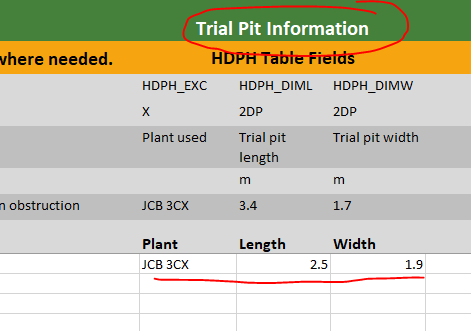 Trial Pit Information
where needed. HDPH Table Fields
HDPH_EXC HDPH_DIML HDPH_DIMW
X 2DP 2DP
Plant used Trial pit length Trial pit width
m m
n obstruction JCB 3CX 3.4 1.7
Plant Length Width
JCB 3CX 2.5 1.9